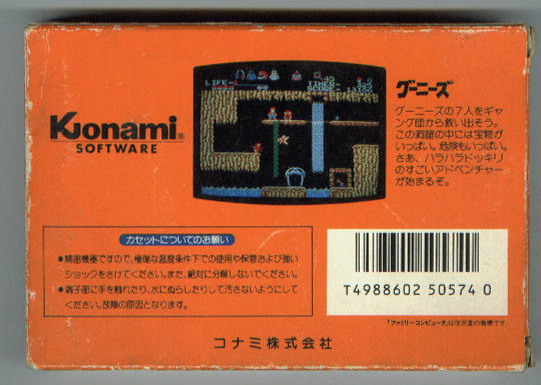 Konami®
SOFTWARE
LIFE-
TIMER-
SCORE-
グーニーズ
グーニーズの7人をギャ
ング団から救い出そう。
この洞窟の中には宝物が
いっぱい。危険もいっぱい。
さあ、ハラハラドッキリ
のすごいアドベンチャー
が始まるぞ。
カセットについてのお願い
●精密機器ですので、極端な温度条件下での使用や保管および強い
ショックをさけてください。また、絶対に分解しないでください。
●端子部に手を触れたり、水にぬらしたりして汚さないようにして
ください。故障の原因となります。
T4988602 50574 0
「ファミリーコンピュータ」は任天堂の商標です。
コナミ株式会社